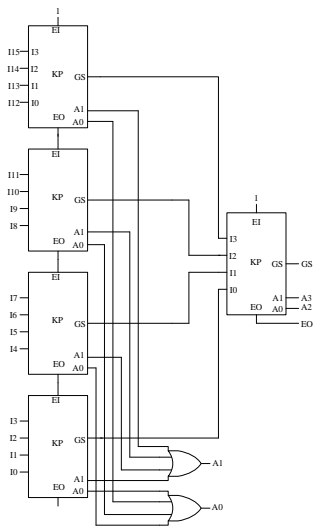 1
EI
I15 I3
I14 I2
KP GS
I13 I1
I12 I0
A1
A0
EO
EI
I11
I10
KP GS
I9
I8
A1
EO A0
EI
I7
I6
KP GS
I5
I4
A1
EO A0
EI
I3
I2
KP GS
I1
I0
A1
A0
EO
1
EI
I3
I2
KP GS GS
I1
I0
A1 A3
A0 A2
EO
EO
A1
A0